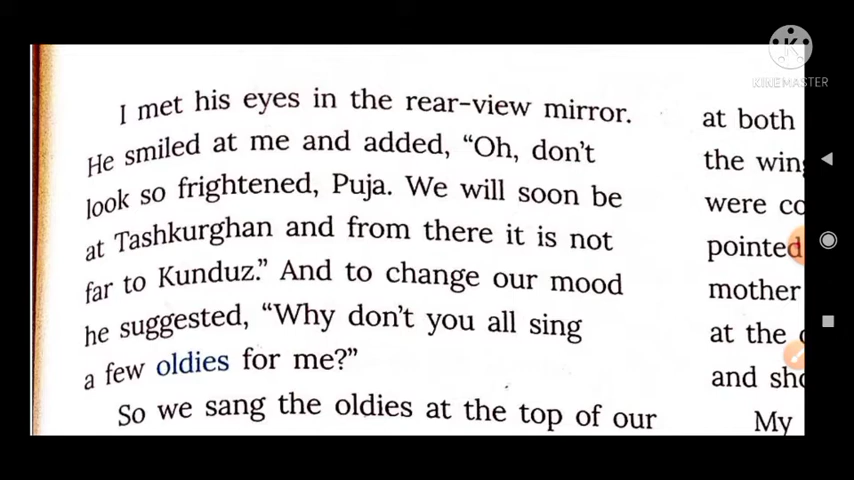 I met his eyes in the rear-view mirror.
He smiled at me and added, “Oh, don’t
look so frightened, Puja. We will soon be
at Tashkurghan and from there it is not
far to Kunduz.” And to change our mood
he suggested, “Why don’t you all sing
a few oldies for me?”
So we sang the oldies at the top of our
at both
the
were
pointed
mother
at the
and
My
KINEMASTER